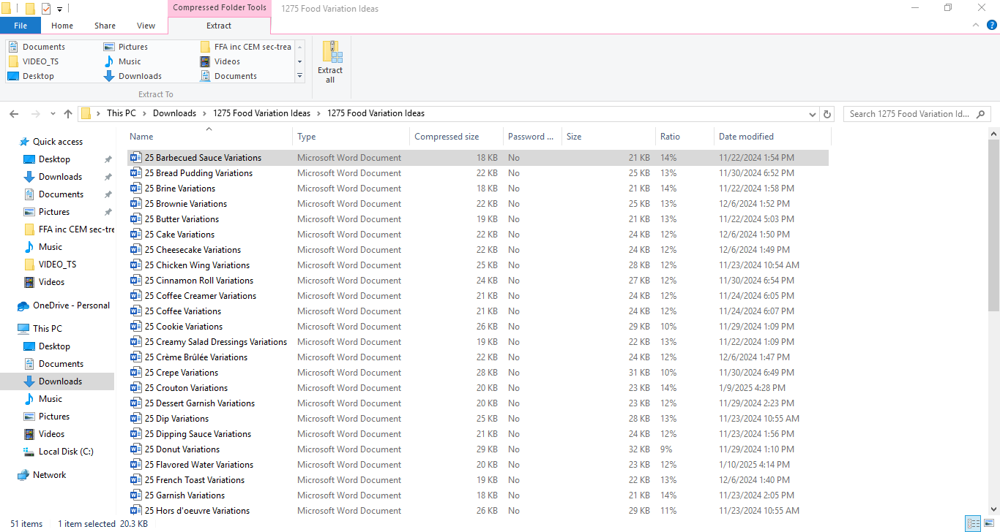 Compressed Folder Tools 1275 Food Variation Ideas
File Home Share View Extract
Documents Pictures FFA inc CEM sec-trea
VIDEO_TS Music Videos
Desktop Downloads Documents
Extract all
Extract To
This PC > Downloads > 1275 Food Variation Ideas > 1275 Food Variation Ideas
Search 1275 Food Variation Id...
Quick access
Desktop
Downloads
Documents
Pictures
FFA inc CEM sec-tre
Music
VIDEO_TS
Videos
OneDrive - Personal
This PC
Desktop
Documents
Downloads
Music
Pictures
Videos
Local Disk (C:)
Network
Name Type Compressed size Password ... Size Ratio Date modified
25 Barbecued Sauce Variations Microsoft Word Document 18 KB No 21 KB 14% 11/22/2024 1:54 PM
25 Bread Pudding Variations Microsoft Word Document 22 KB No 25 KB 13% 11/30/2024 6:52 PM
25 Brine Variations Microsoft Word Document 18 KB No 21 KB 14% 11/22/2024 1:58 PM
25 Brownie Variations Microsoft Word Document 22 KB No 25 KB 13% 12/6/2024 1:52 PM
25 Butter Variations Microsoft Word Document 19 KB No 21 KB 13% 11/22/2024 5:03 PM
25 Cake Variations Microsoft Word Document 22 KB No 24 KB 12% 12/6/2024 1:50 PM
25 Cheesecake Variations Microsoft Word Document 22 KB No 24 KB 12% 12/6/2024 1:49 PM
25 Chicken Wing Variations Microsoft Word Document 25 KB No 28 KB 12% 11/23/2024 10:54 AM
25 Cinnamon Roll Variations Microsoft Word Document 24 KB No 27 KB 12% 11/30/2024 6:54 PM
25 Coffee Creamer Variations Microsoft Word Document 21 KB No 24 KB 12% 11/24/2024 6:05 PM
25 Coffee Variations Microsoft Word Document 21 KB No 24 KB 12% 11/24/2024 6:07 PM
25 Cookie Variations Microsoft Word Document 26 KB No 29 KB 10% 11/29/2024 1:09 PM
25 Creamy Salad Dressings Variations Microsoft Word Document 19 KB No 22 KB 13% 11/22/2024 1:09 PM
25 Crème Brûlée Variations Microsoft Word Document 22 KB No 24 KB 12% 12/6/2024 1:47 PM
25 Crepe Variations Microsoft Word Document 28 KB No 31 KB 10% 11/30/2024 6:49 PM
25 Crouton Variations Microsoft Word Document 20 KB No 23 KB 14% 1/9/2025 4:28 PM
25 Dessert Garnish Variations Microsoft Word Document 20 KB No 23 KB 12% 11/29/2024 2:23 PM
25 Dip Variations Microsoft Word Document 25 KB No 28 KB 13% 11/23/2024 10:55 AM
25 Dipping Sauce Variations Microsoft Word Document 21 KB No 24 KB 12% 11/23/2024 1:56 PM
25 Donut Variations Microsoft Word Document 29 KB No 32 KB 9% 11/29/2024 1:10 PM
25 Flavored Water Variations Microsoft Word Document 20 KB No 23 KB 12% 1/10/2025 4:14 PM
25 French Toast Variations Microsoft Word Document 19 KB No 22 KB 13% 12/6/2024 1:40 PM
25 Garnish Variations Microsoft Word Document 18 KB No 21 KB 14% 11/23/2024 2:05 PM
25 Hors d'oeuvre Variations Microsoft Word Document 26 KB No 29 KB 11% 11/23/2024 10:55 AM
51 items 1 item selected 20.3 KB